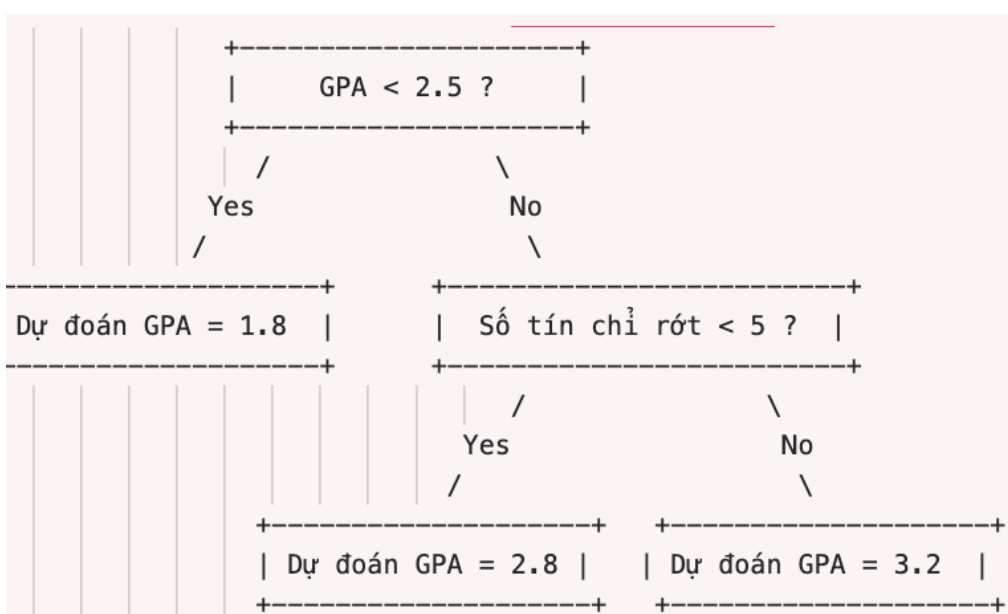 GPA < 2.5 ?
Yes No
Dự đoán GPA = 1.8 Số tín chỉ rớt < 5 ?
Yes No
Dự đoán GPA = 2.8 Dự đoán GPA = 3.2